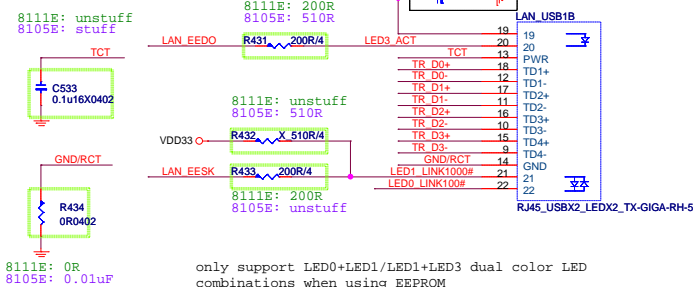 8111E: unstuff
8105E: stuff
TCT
C533
0.1u16X0402
GND/RCT
R434
0R0402
8111E: 0R
8105E: 0.01uF
8111E: 200R
8105E: 510R
LAN_EEDO
R431
200R/4
LED3_ACT
8111E: unstuff
8105E: 510R
VDD33
R432
X_510R/4
LAN_EESK
R433
200R/4
8111E: 200R
8105E: unstuff
LAN_USB1B
19 19
20 20
TCT 13 PWR
TR_D0+ 18 TD1+
TR_D0- 12 TD1-
TR_D1+ 17 TD2+
TR_D1- 11 TD2-
TR_D2+ 16 TD3+
TR_D2- 10 TD3-
TR_D3+ 15 TD4+
TR_D3- 9 TD4-
GND/RCT 14 GND
LED1_LINK1000# 21 21
LED0_LINK100# 22 22
RJ45_USBX2_LEDX2_TX-GIGA-RH-5
only support LED0+LED1/LED1+LED3 dual color LED
combinations when using EEPROM